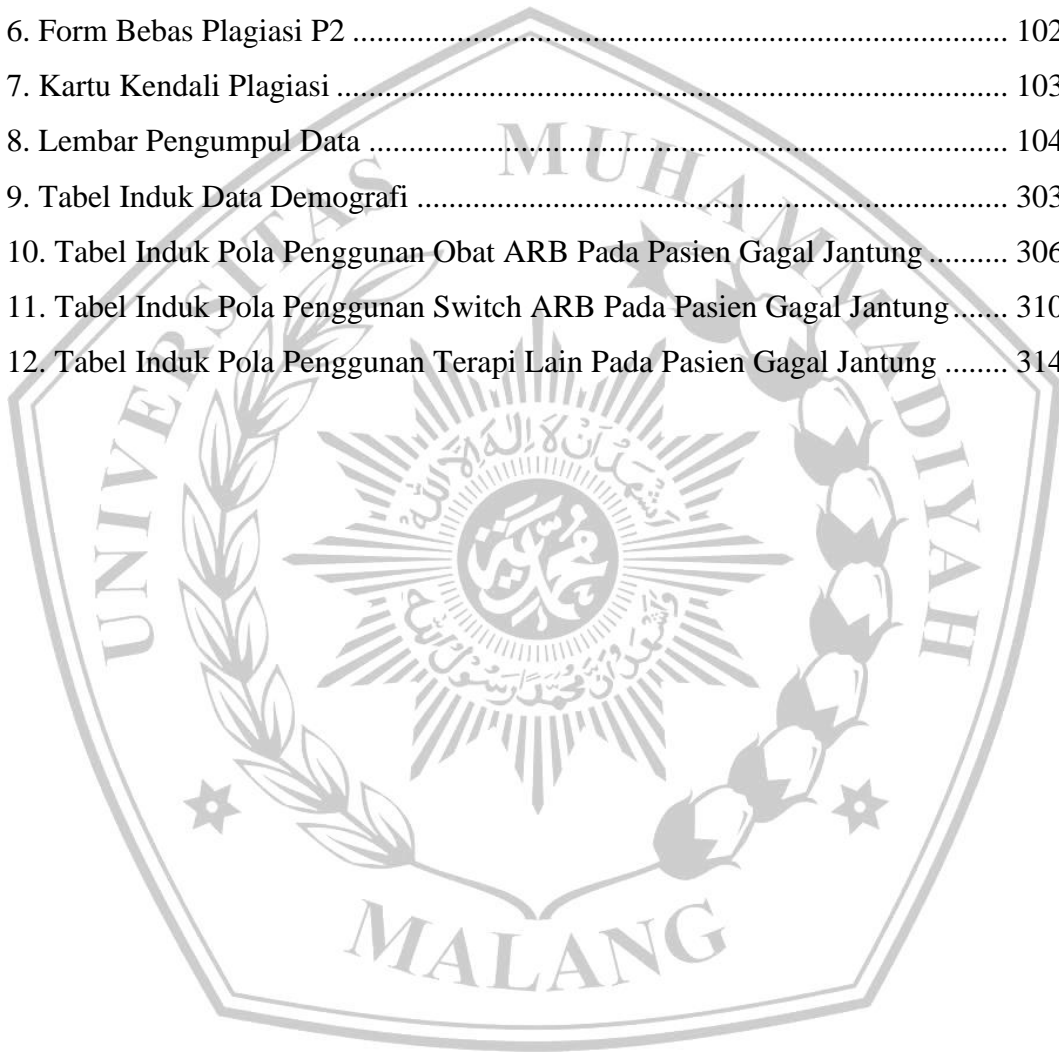 6. Form Bebas Plagiasi P2 .................................................................................. 102
7. Kartu Kendali Plagiasi .................................................................................... 103
8. Lembar Pengumpul Data ................................................................................ 104
9. Tabel Induk Data Demografi .......................................................................... 303
10. Tabel Induk Pola Penggunan Obat ARB Pada Pasien Gagal Jantung .......... 306
11. Tabel Induk Pola Penggunan Switch ARB Pada Pasien Gagal Jantung....... 310
12. Tabel Induk Pola Penggunan Terapi Lain Pada Pasien Gagal Jantung ........ 314
UNIVERSITAS MUHAMMADIYAH
MALANG